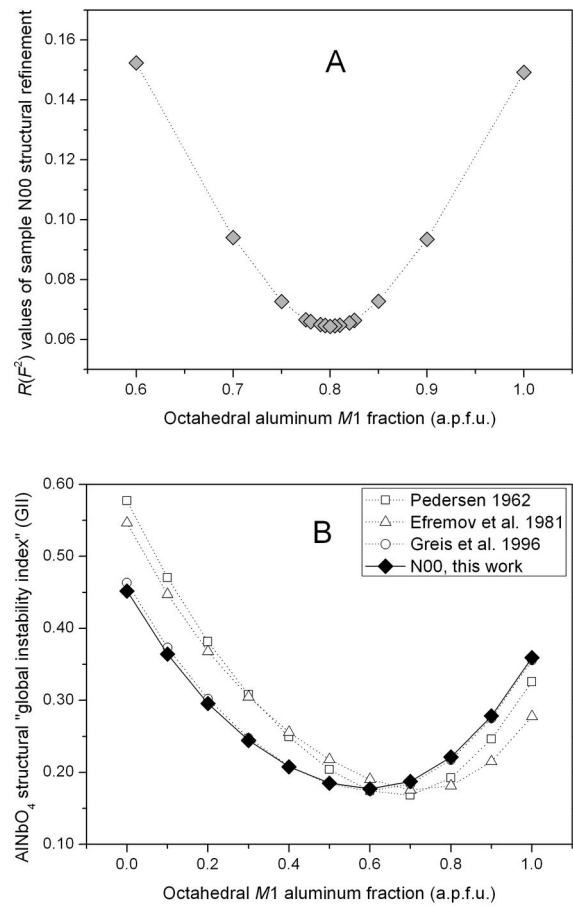 A
R(F²) values of sample N00 structural refinement
0.16
0.14
0.12
0.10
0.08
0.06
0.6 0.7 0.8 0.9 1.0
Octahedral aluminum M1 fraction (a.p.f.u.)
B
AlNbO₄ structural "global instability index" (GII)
Pedersen 1962
Efremov et al. 1981
Greis et al. 1996
N00, this work
0.60
0.50
0.40
0.30
0.20
0.10
0.0 0.2 0.4 0.6 0.8 1.0
Octahedral M1 aluminum fraction (a.p.f.u.)